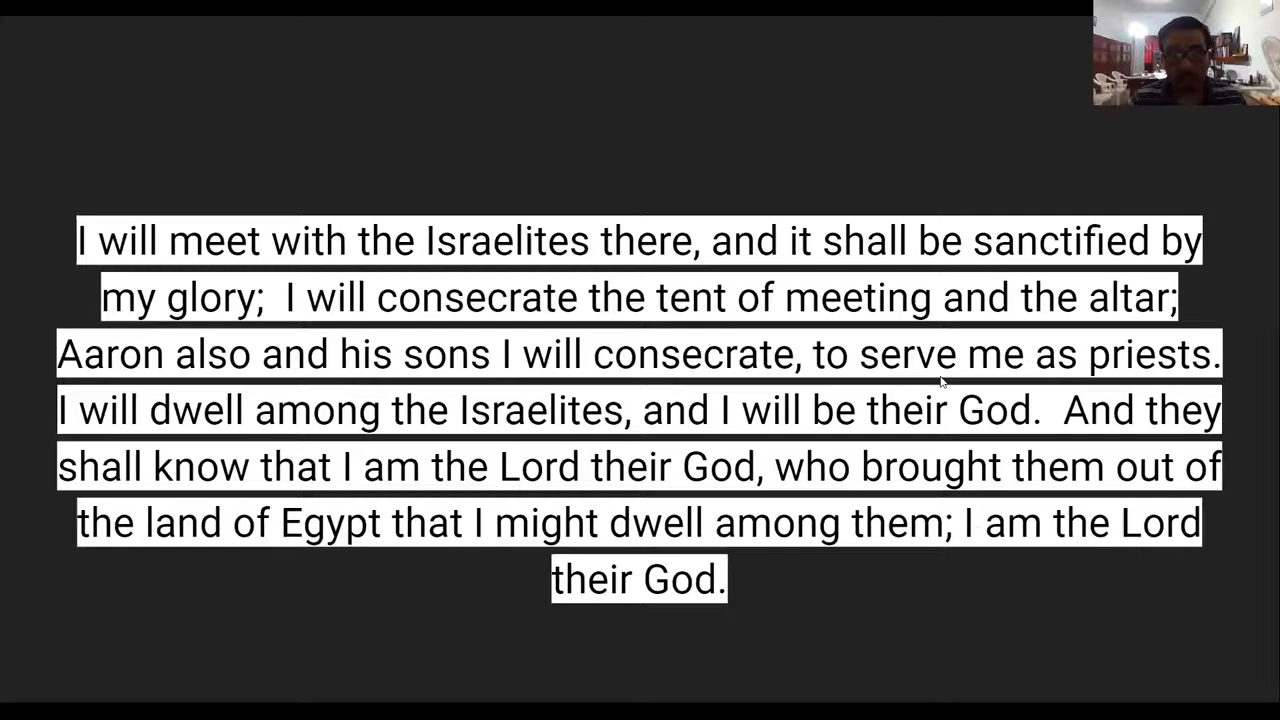 I will meet with the Israelites there, and it shall be sanctified by
my glory;  I will consecrate the tent of meeting and the altar;
Aaron also and his sons I will consecrate, to serve me as priests.
I will dwell among the Israelites, and I will be their God.  And they
shall know that I am the Lord their God, who brought them out of
the land of Egypt that I might dwell among them; I am the Lord
their God.